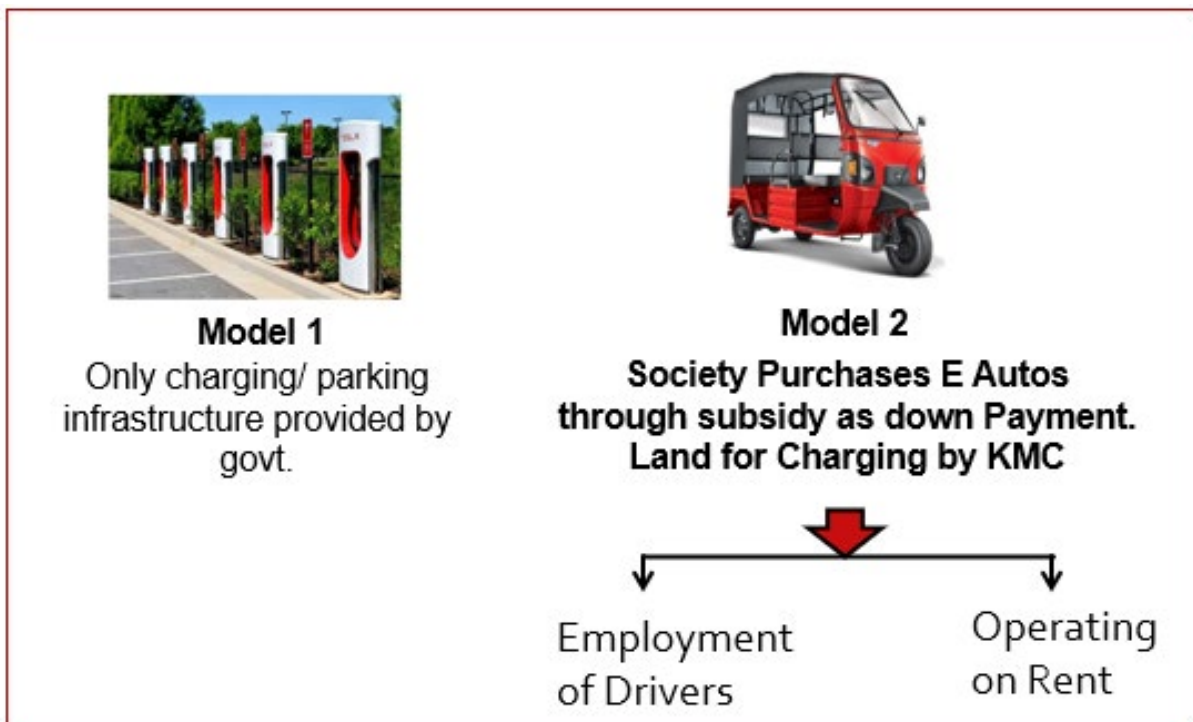 Model 1
Only charging/ parking
infrastructure provided by
govt.
Model 2
Society Purchases E Autos
through subsidy as down Payment.
Land for Charging by KMC
Employment
of Drivers
Operating
on Rent